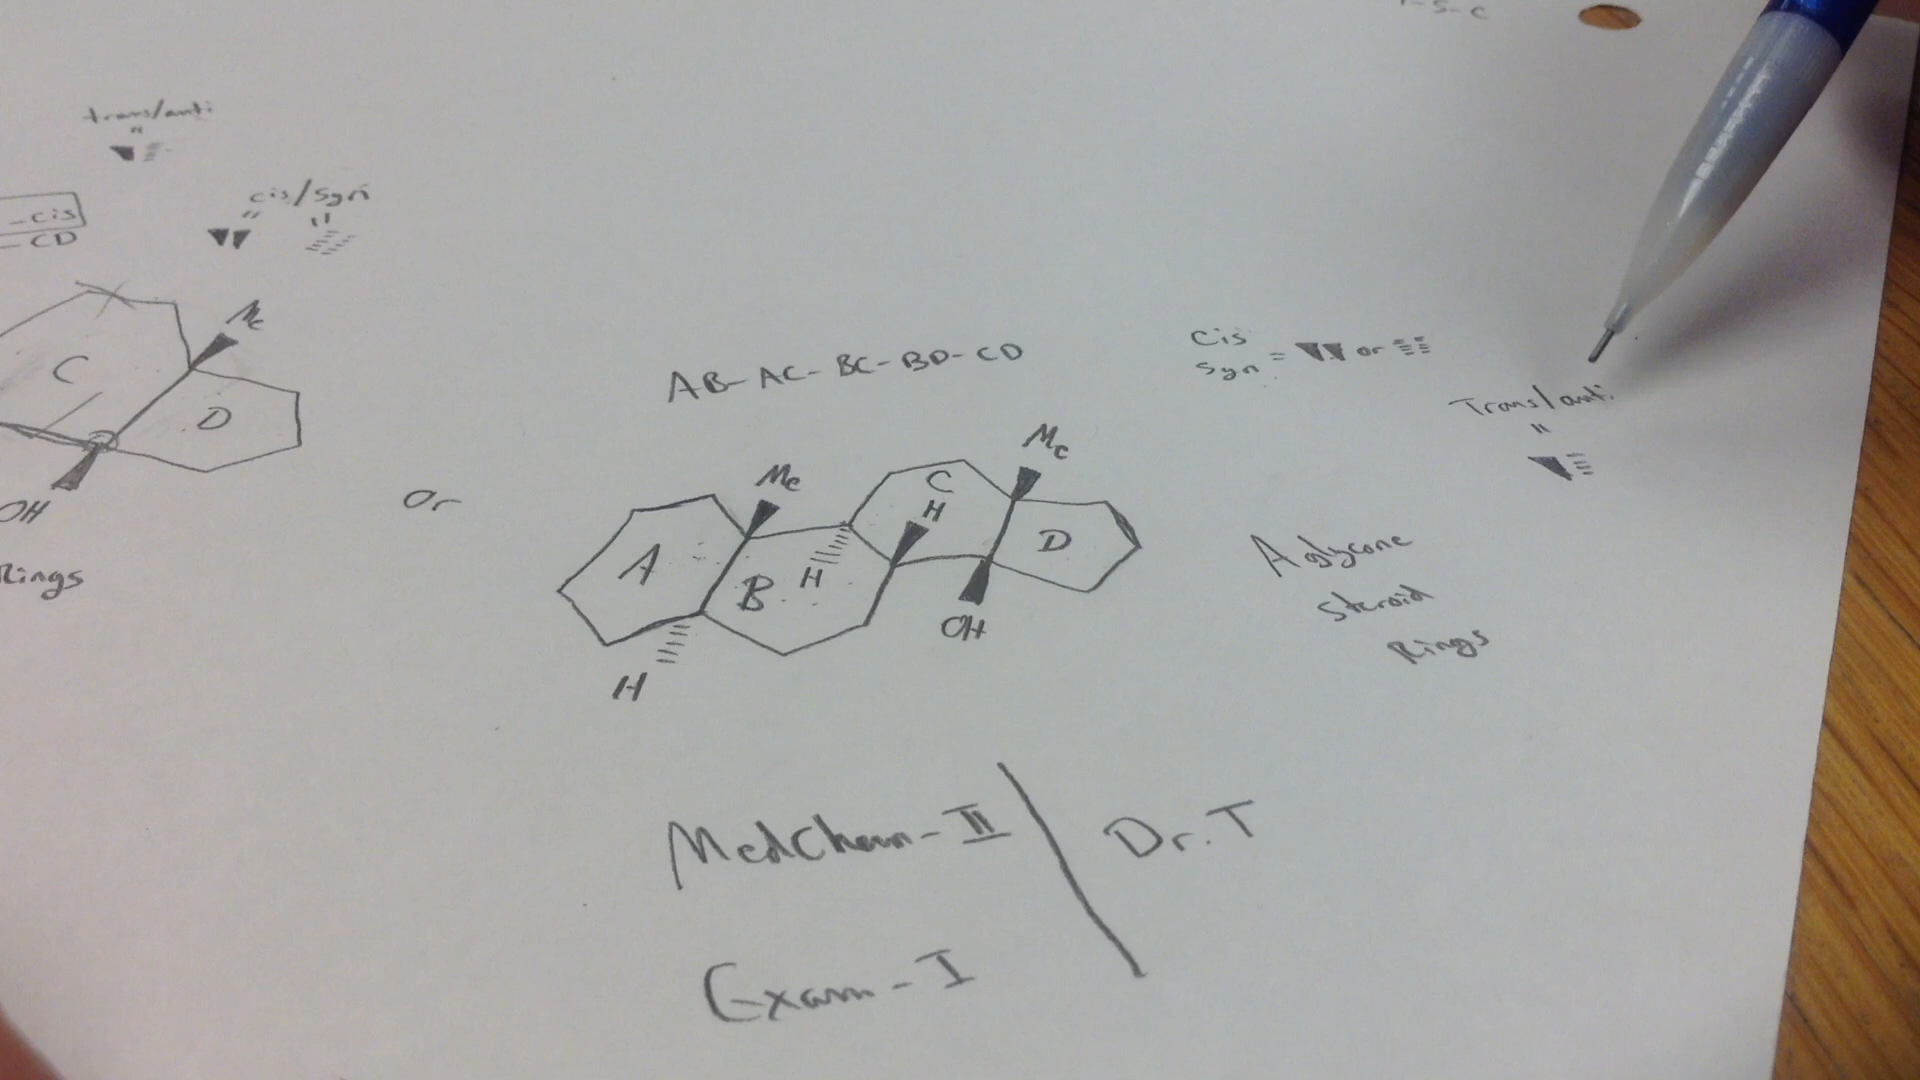 T-S-C
trans/anti
"
cis/syn
" "
-cis
-CD
Me
C
D
OH
Rings
or
AB-AC-BC-BD-CD
Cis
Syn = or
Trans/anti
"
Me
Me
C
H
A
B
H
D
H
OH
Aglycone
Steroid
Rings
MedChem-II
Dr. T
Exam-I